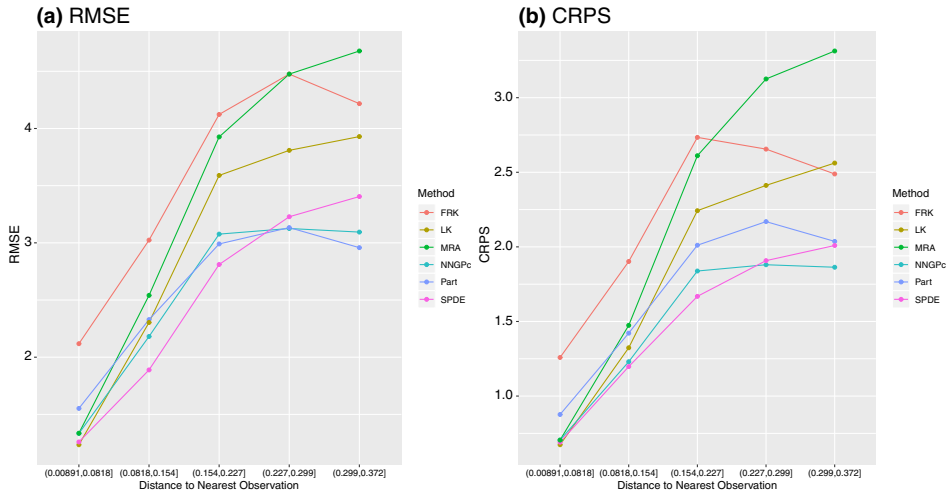 (a) RMSE
RMSE
4
3
2
(0.00891,0.0818]
(0.0818,0.154]
(0.154,0.227]
(0.227,0.299]
(0.299,0.372]
Distance to Nearest Observation
Method
FRK
LK
MRA
NNGPc
Part
SPDE
(b) CRPS
CRPS
3.0
2.5
2.0
1.5
1.0
(0.00891,0.0818]
(0.0818,0.154]
(0.154,0.227]
(0.227,0.299]
(0.299,0.372]
Distance to Nearest Observation
Method
FRK
LK
MRA
NNGPc
Part
SPDE